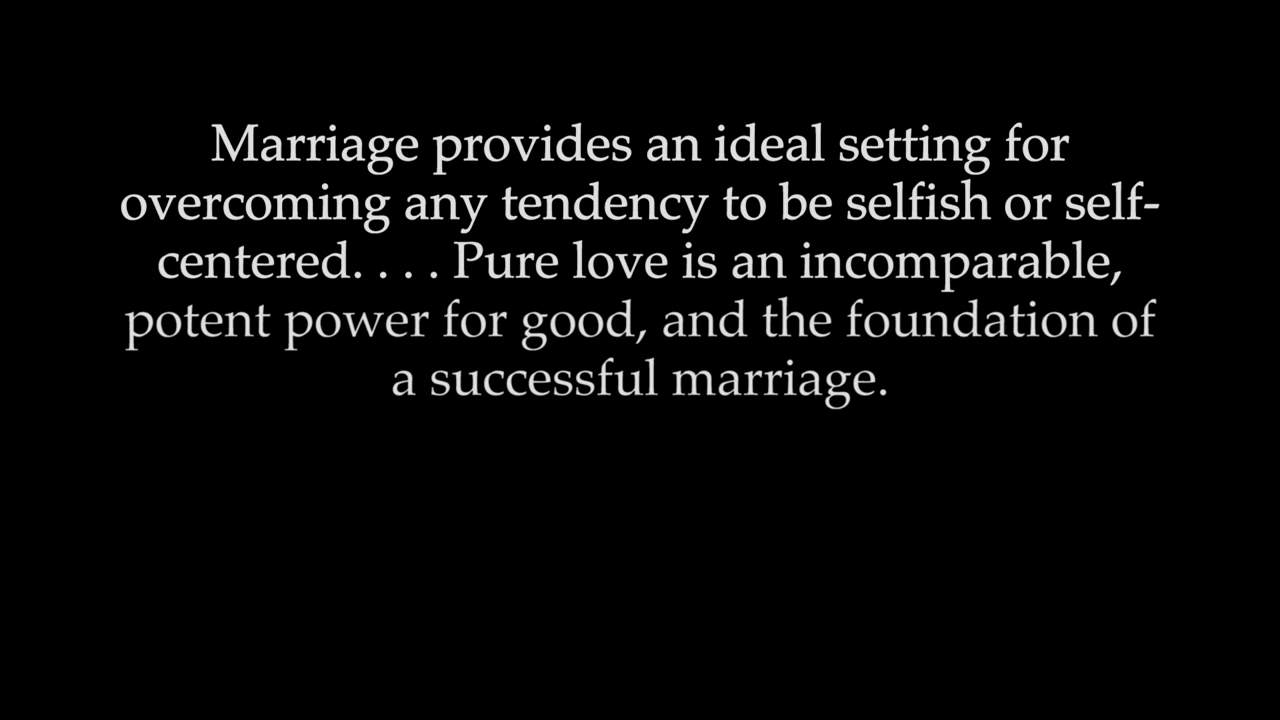 Marriage provides an ideal setting for
overcoming any tendency to be selfish or self-
centered. . . . Pure love is an incomparable,
potent power for good, and the foundation of
a successful marriage.